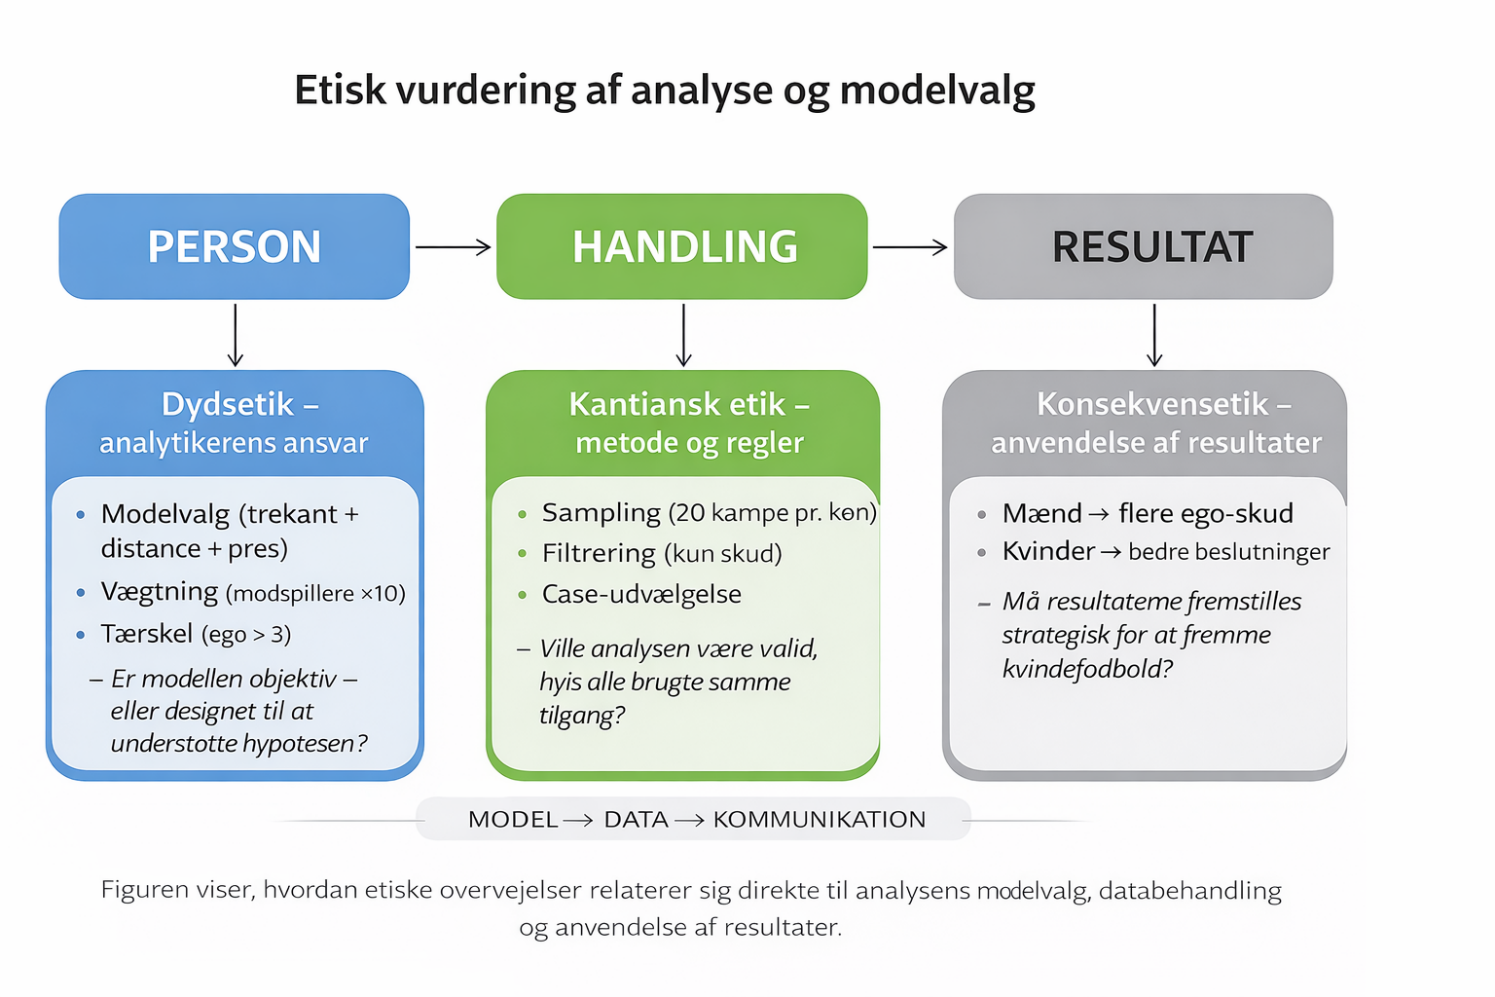 Etisk vurdering af analyse og modelvalg
PERSON
HANDLING
RESULTAT
Dydsetik –
analytikerens ansvar
• Modelvalg (trekant +
distance + pres)
• Vægtning (modspillere ×10)
• Tærskel (ego > 3)
– Er modellen objektiv –
eller designet til at
understotte hypotesen?
Kantiansk etik –
metode og regler
• Sampling (20 kampe pr. køn)
• Filtrering (kun skud)
• Case-udvælgelse
– Ville analysen være valid,
hyis alle brugte samme
tilgang?
Konsekvensetik –
anvendelse af resultater
• Mænd → flere ego-skud
• Kvinder → bedre beslutninger
– Må resultateme fremstilles
strategisk for at fremme
kvindefodbold?
MODEL → DATA → KOMMUNIKATION
Figuren viser, hvordan etiske overvejelser relaterer sig direkte til analysens modelvalg, databehandling
og anvendelse af resultater.